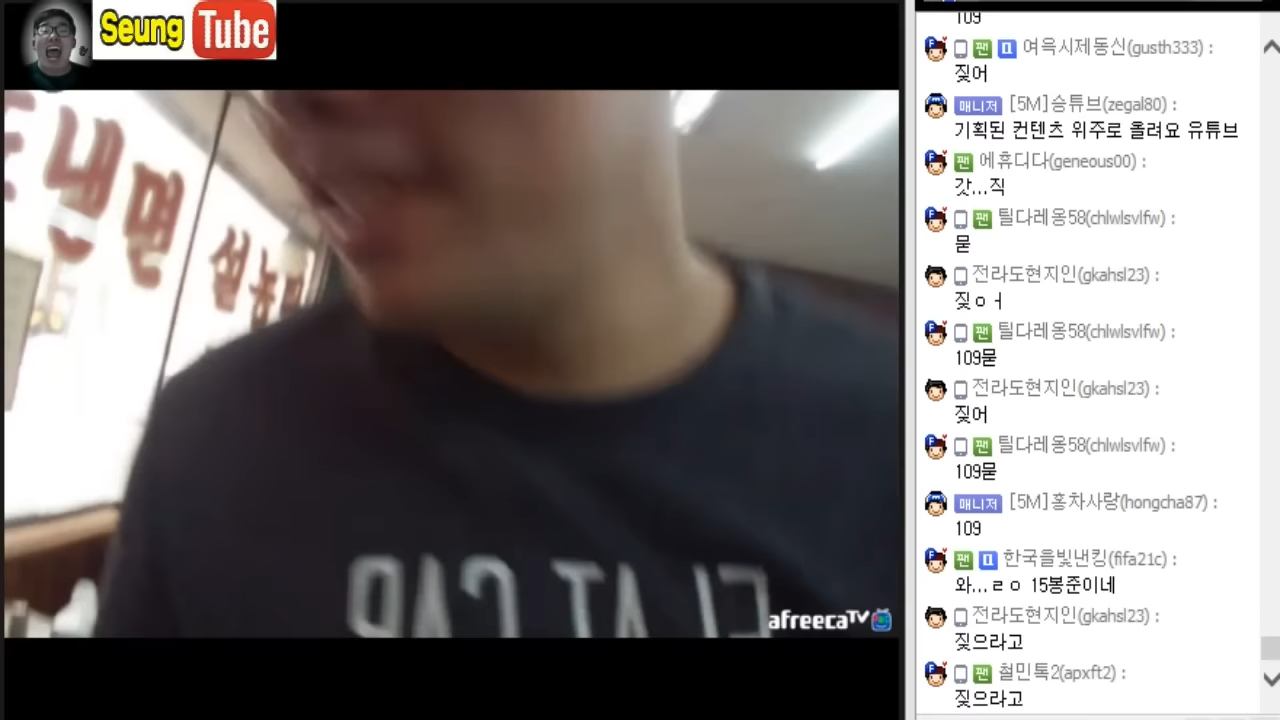 Seung Tube
냉면
설농탕
afreecaTV
109
여윽시제동신(gusth333) :
짖어
매니저 [5M]승튜브(zegal80) :
기획된 컨텐츠 위주로 올려요 유튜브
팬 에휴디다(geneous00) :
갓...직
팬 틸다레옹58(chlwlsvlfw) :
묻
전라도현지인(gkahsl23) :
짖ㅇㅓ
팬 틸다레옹58(chlwlsvlfw) :
109묻
전라도현지인(gkahsl23) :
짖어
팬 틸다레옹58(chlwlsvlfw) :
109묻
매니저 [5M]홍차사랑(hongcha87) :
109
팬 한국을빛낸킹(fifa21c) :
와...ㄹㅇ 15봉준이네
전라도현지인(gkahsl23) :
짖으라고
팬 철민톡2(apxft2) :
짖으라고